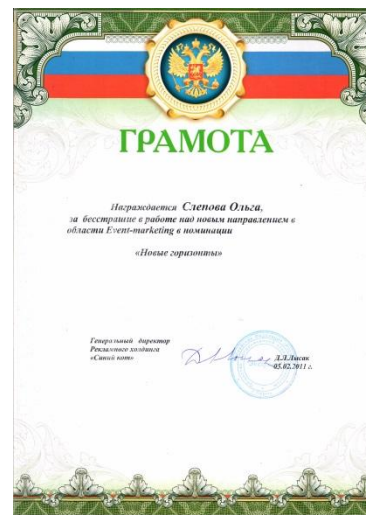 ГРАМОТА
Награждается Слепова Ольга,
за бесстрашие в работе над новым направлением в
области Event-marketing в номинации
«Новые горизонты»
Генеральный директор
Рекламного холдинга
«Синий кот»
Д.Л.Лысак
05.02.2011 г.